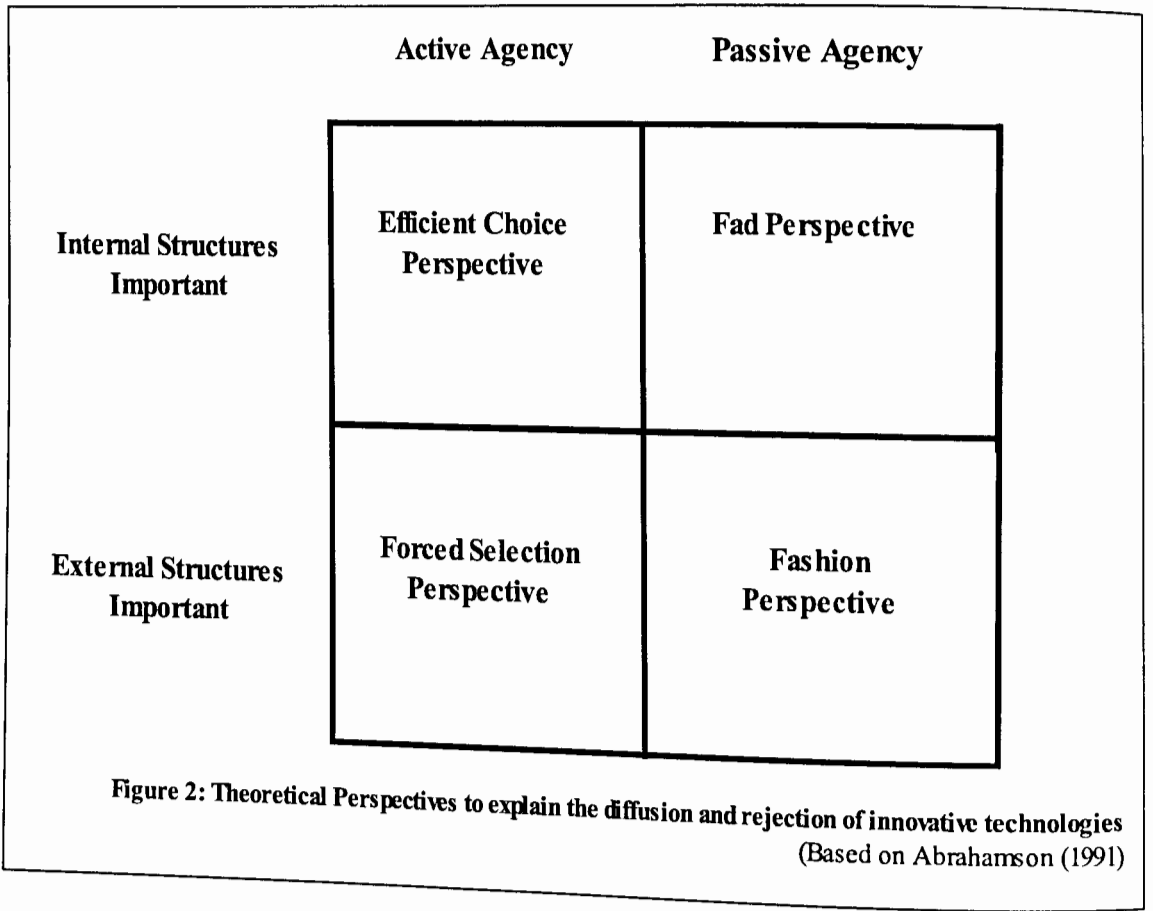 Active Agency Passive Agency
Internal Structures
Important
Efficient Choice
Perspective
Fad Perspective
External Structures
Important
Forced Selection
Perspective
Fashion
Perspective
Figure 2: Theoretical Perspectives to explain the diffusion and rejection of innovative technologies
(Based on Abrahamson (1991)